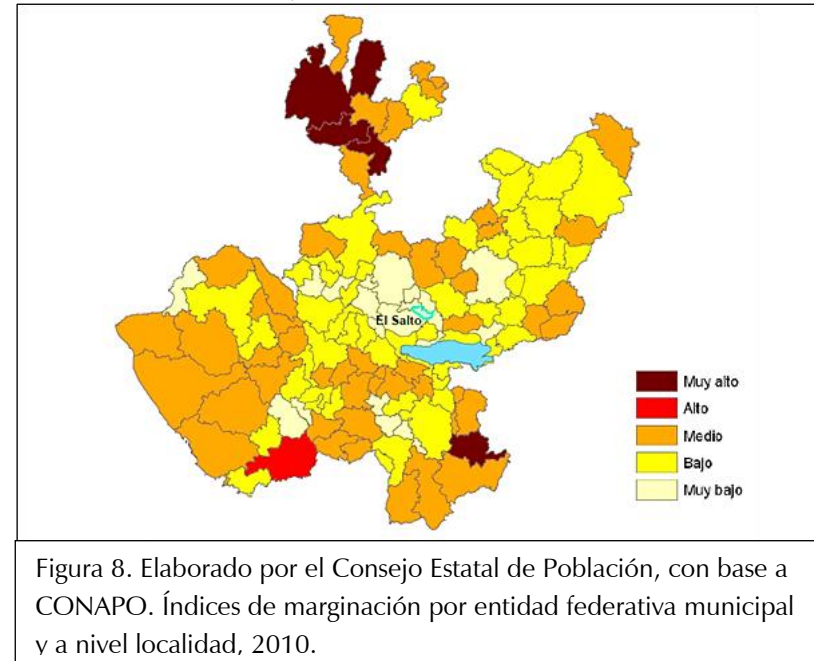 El Salto
Muy alto
Alto
Medio
Bajo
Muy bajo
Figura 8. Elaborado por el Consejo Estatal de Población, con base a
CONAPO. Índices de marginación por entidad federativa municipal
y a nivel localidad, 2010.